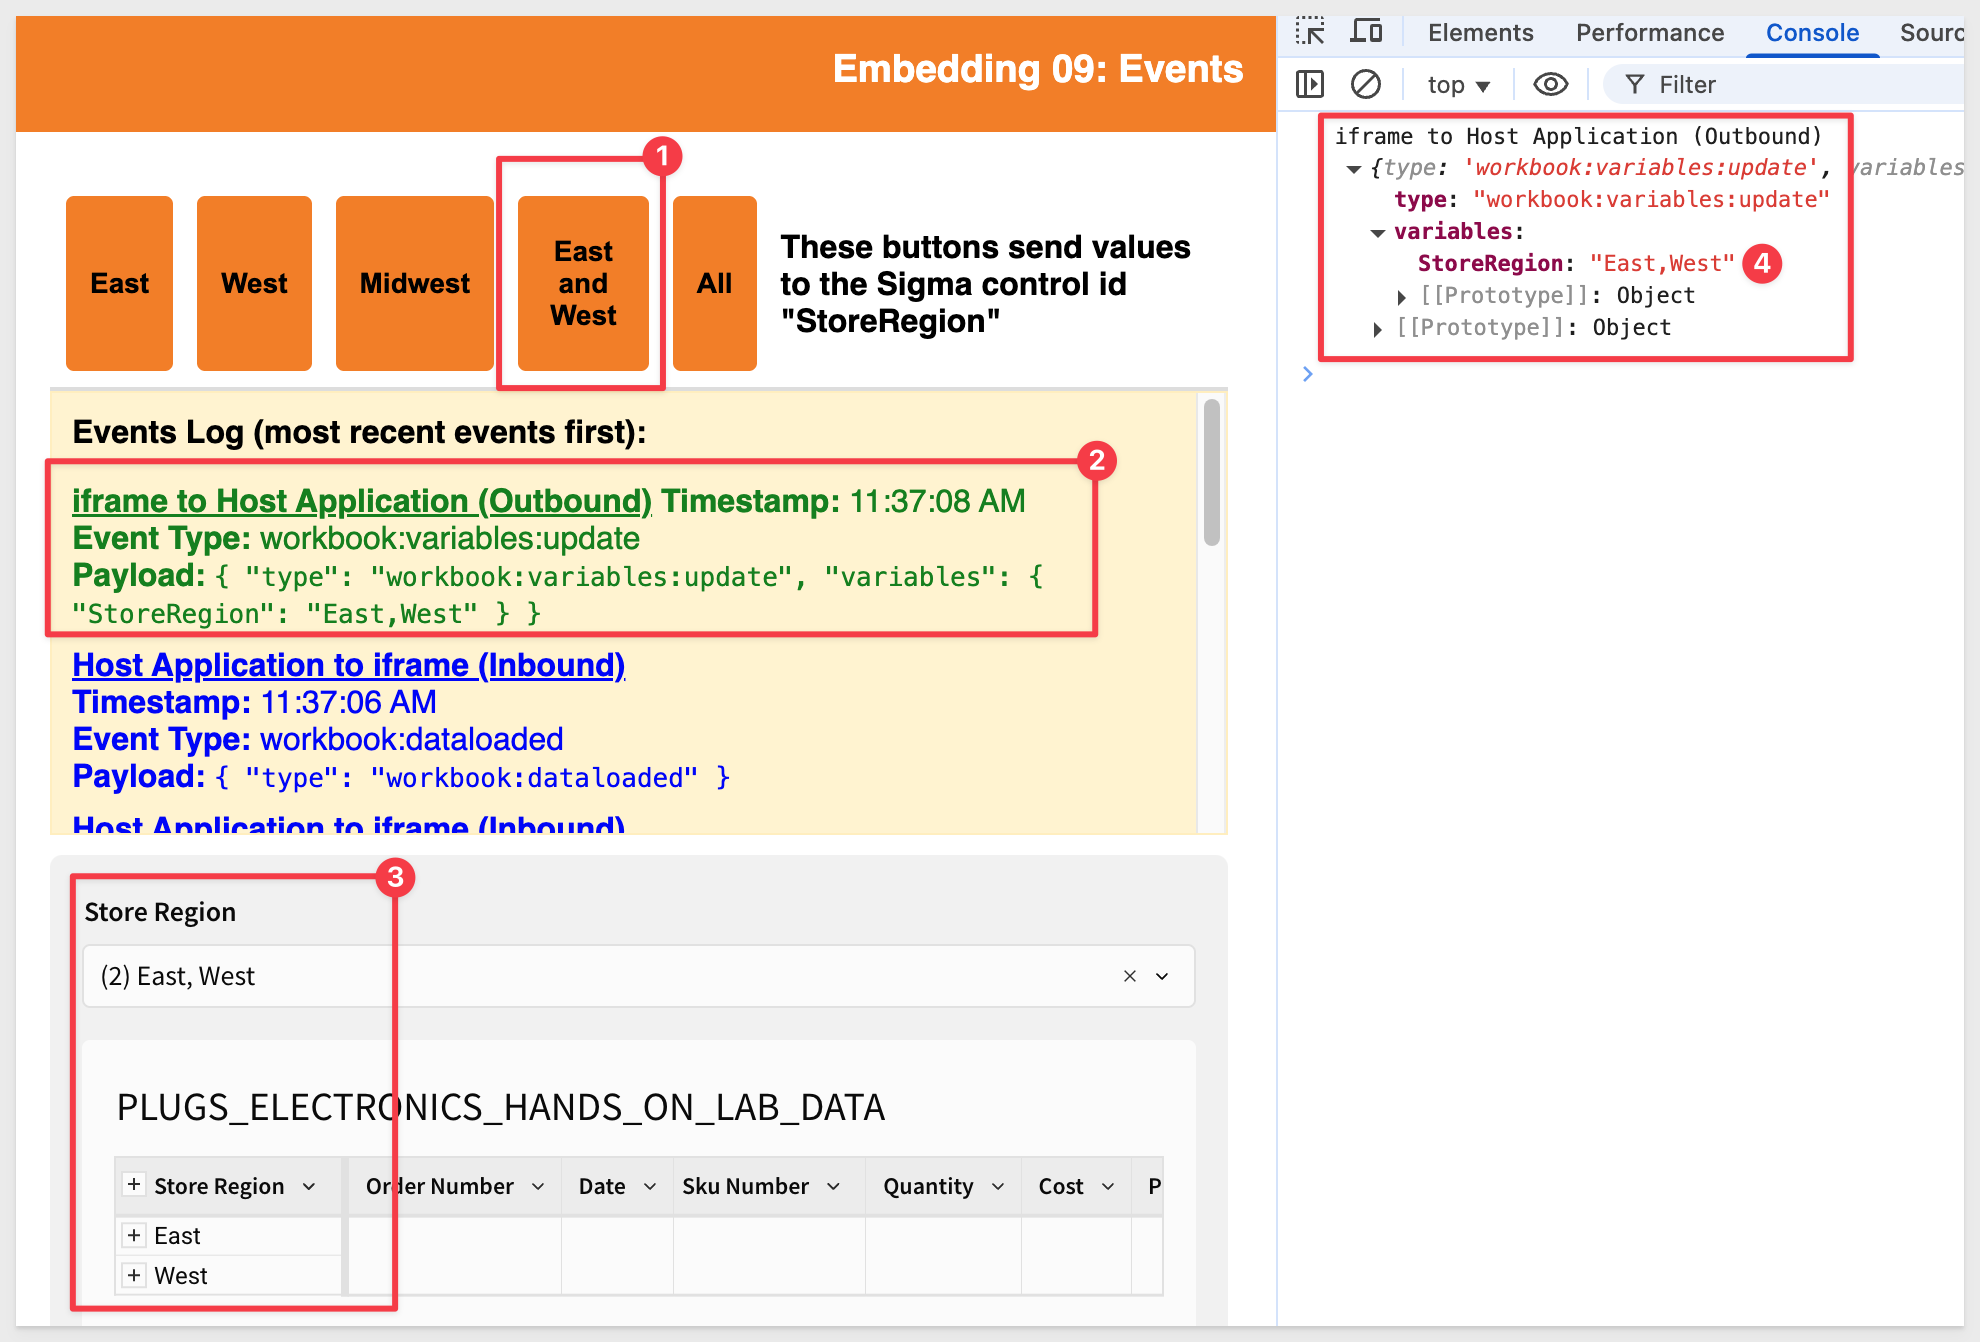 Embedding 09: Events
1
East
West
Midwest
East
and
West
All
These buttons send values
to the Sigma control id
"StoreRegion"
Events Log (most recent events first):
2
iframe to Host Application (Outbound) Timestamp: 11:37:08 AM
Event Type: workbook:variables:update
Payload: { "type": "workbook:variables:update", "variables": {
"StoreRegion": "East,West" } }
Host Application to iframe (Inbound)
Timestamp: 11:37:06 AM
Event Type: workbook:dataloaded
Payload: { "type": "workbook:dataloaded" }
Host Application to iframe (Inbound)
3
Store Region
(2) East, West
PLUGS_ELECTRONICS_HANDS_ON_LAB_DATA
Store Region Order Number Date Sku Number Quantity Cost P
East
West
Elements Performance Console Sourc
top Filter
iframe to Host Application (Outbound)
{type: 'workbook:variables:update', variables
type: "workbook:variables:update"
variables:
StoreRegion: "East,West" 4
[[Prototype]]: Object
[[Prototype]]: Object